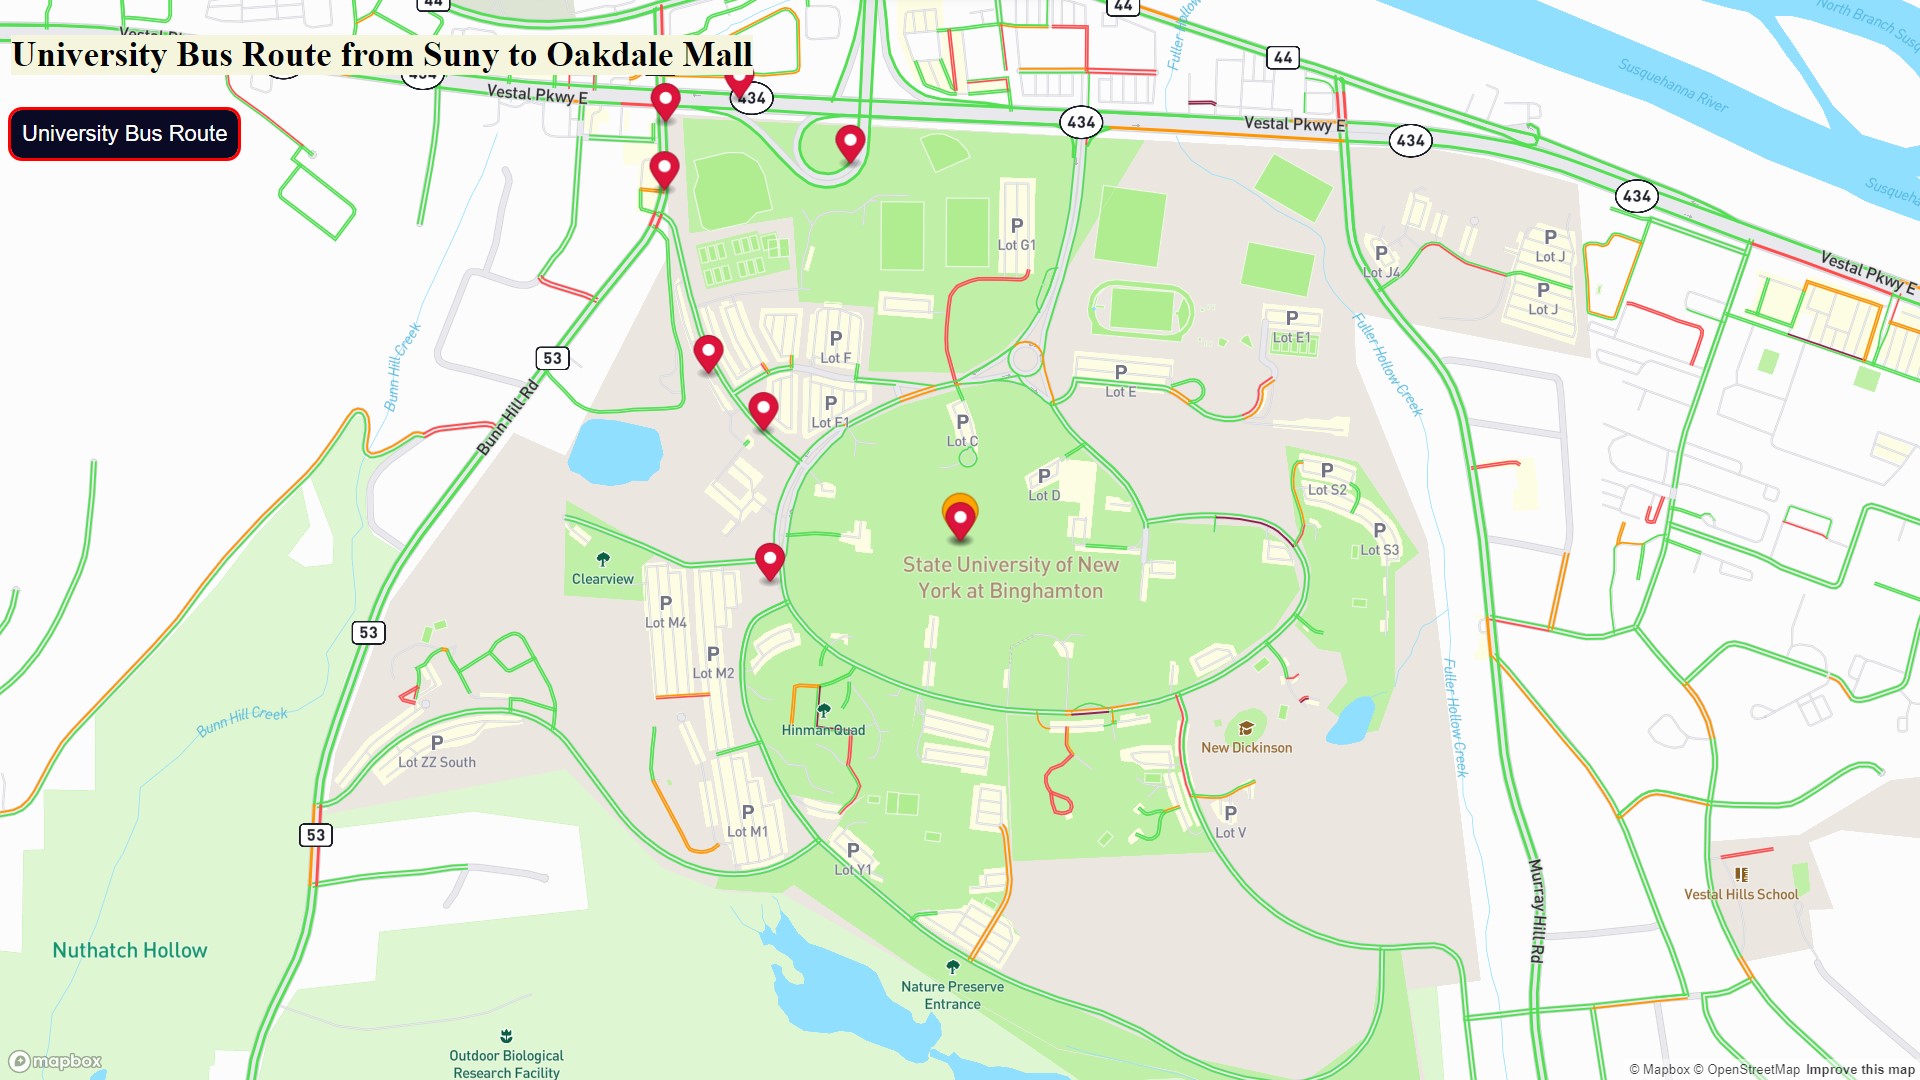 44
44
North Branch Susq
Fuller Hollow
University Bus Route from Suny to Oakdale Mall
44
Susquehanna River
434
Vestal Pkwy E
434
434
Vestal Pkwy E
434
University Bus Route
434
Susqueha
P
Lot G1
P
Lot J4
P
Lot J
P
Lot J
Vestal Pkwy E
Bunn Hill Creek
53
P
Lot F
P
Lot E1
Fuller Hollow Creek
P
Lot E
P
Lot F1
Bunn Hill Rd
P
Lot C
P
Lot D
P
Lot S2
P
Lot S3
State University of New
York at Binghamton
Clearview
P
Lot M4
53
P
Lot M2
Bunn Hill Creek
Hinman Quad
Fuller Hollow Creek
New Dickinson
P
Lot ZZ South
P
Lot M1
P
Lot V
53
P
Lot Y1
Murray Hill Rd
Vestal Hills School
Nuthatch Hollow
Nature Preserve
Entrance
Outdoor Biological
Research Facility
mapbox
© Mapbox © OpenStreetMap Improve this map